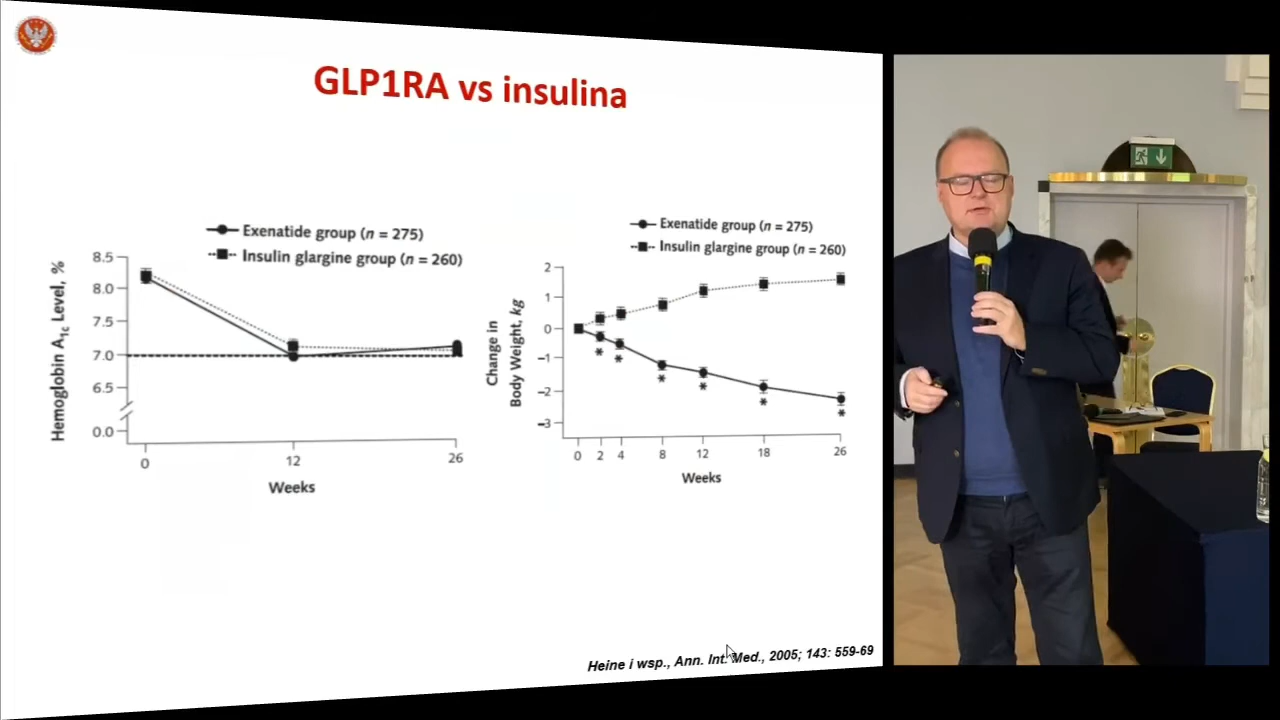 GLP1RA vs insulina
Exenatide group (n = 275)
Insulin glargine group (n = 260)
Hemoglobin A1c Level, %
8.5
8.0
7.5
7.0
6.5
0.0
0
12
26
Weeks
Exenatide group (n = 275)
Insulin glargine group (n = 260)
Change in
Body Weight, kg
2
1
0
–1
–2
–3
*
*
*
*
*
*
0
2
4
8
12
18
26
Weeks
Heine i wsp., Ann. Int. Med., 2005; 143: 559-69